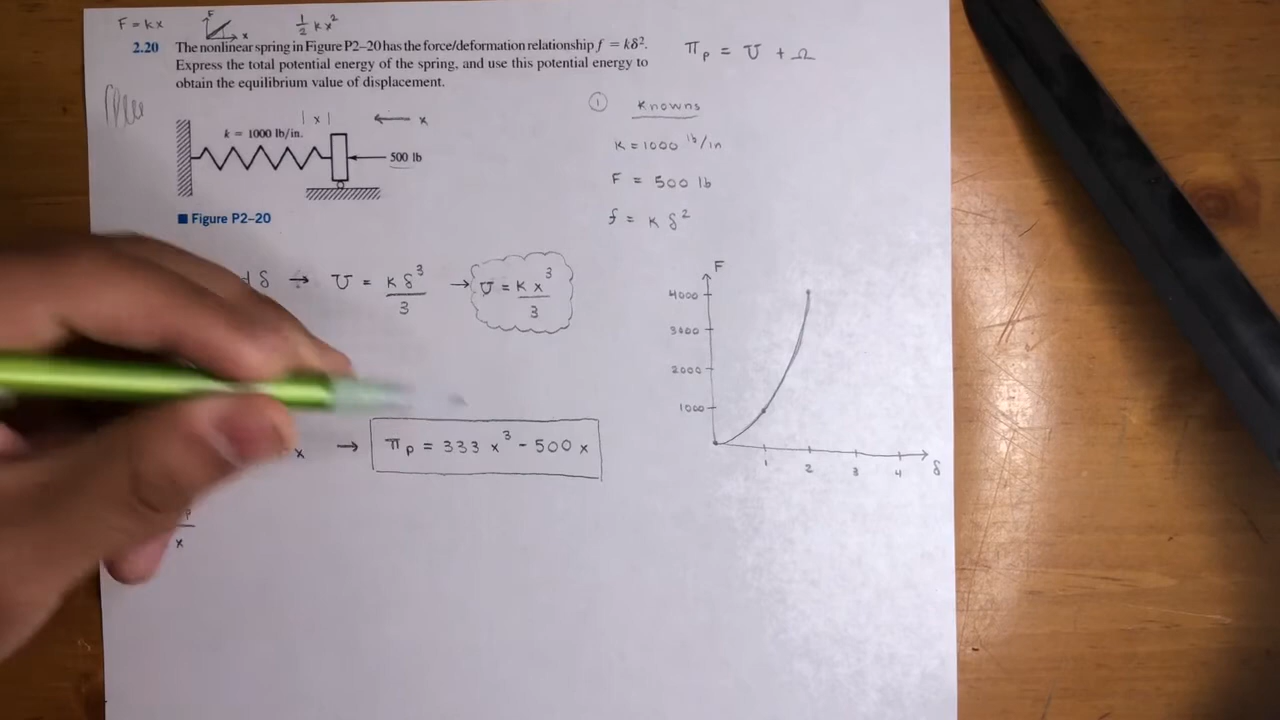 F = kx F x ½ kx²
2.20 The nonlinear spring in Figure P2–20 has the force/deformation relationship f = kδ².
Express the total potential energy of the spring, and use this potential energy to
obtain the equilibrium value of displacement.
πp = U + Ω
① Knowns
K = 1000 lb/in
F = 500 lb
f = K δ²
|x| ← x
k = 1000 lb/in.
500 lb
Figure P2–20
dδ → U = Kδ³/3 → U = Kx³/3
x → πp = 333 x³ - 500 x
x
F
4000
3000
2000
1000
1 2 3 4 δ